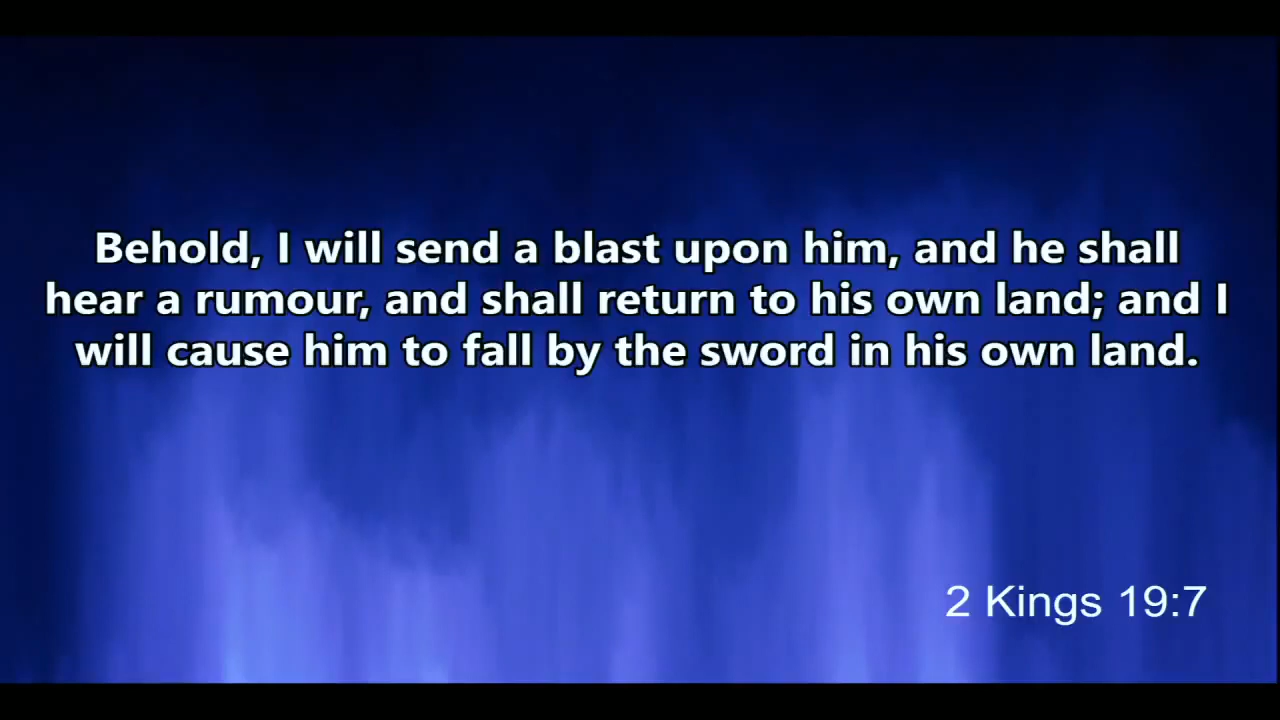 Behold, I will send a blast upon him, and he shall
hear a rumour, and shall return to his own land; and I
will cause him to fall by the sword in his own land.
2 Kings 19:7